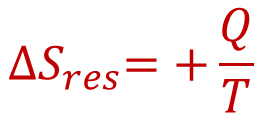 ΔS_res = + Q/T